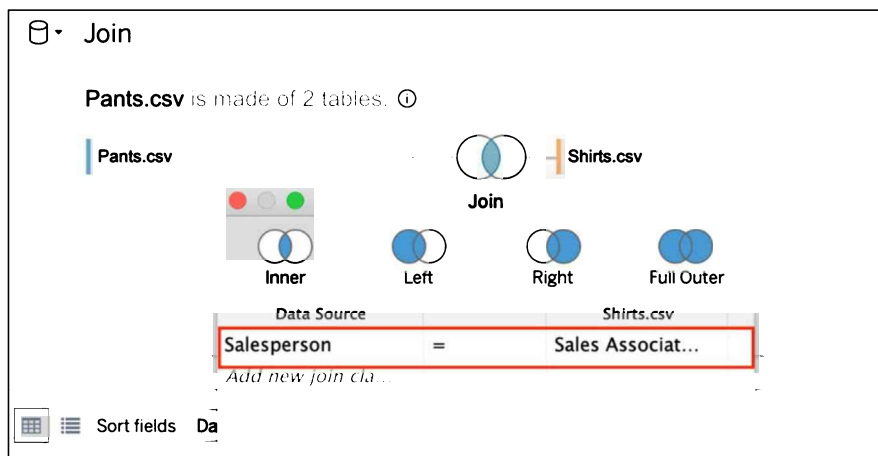 Join
Pants.csv is made of 2 tables.
Pants.csv Shirts.csv
Join
Inner Left Right Full Outer
Data Source Shirts.csv
Salesperson = Sales Associat...
Add new join cla...
Sort fields Da